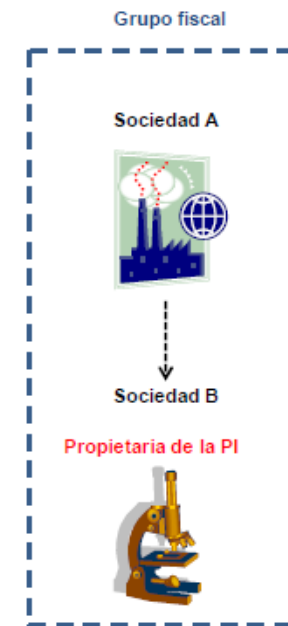 Grupo fiscal
Sociedad A
Sociedad B
Propietaria de la PI